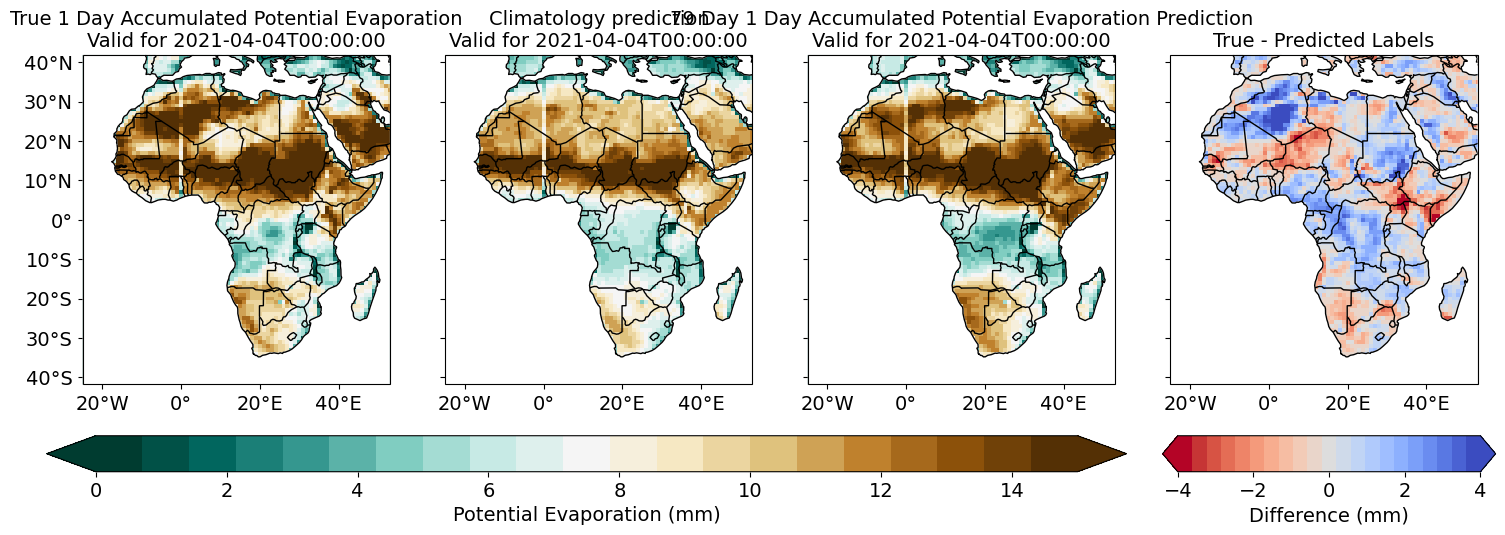 True 1 Day Accumulated Potential Evaporation
Valid for 2021-04-04T00:00:00
Climatology prediction
Valid for 2021-04-04T00:00:00
79 Day 1 Day Accumulated Potential Evaporation Prediction
Valid for 2021-04-04T00:00:00
True - Predicted Labels
40°N
30°N
20°N
10°N
0°
10°S
20°S
30°S
40°S
20°W 0° 20°E 40°E
20°W 0° 20°E 40°E
20°W 0° 20°E 40°E
20°W 0° 20°E 40°E
0 2 4 6 8 10 12 14
Potential Evaporation (mm)
−4 −2 0 2 4
Difference (mm)